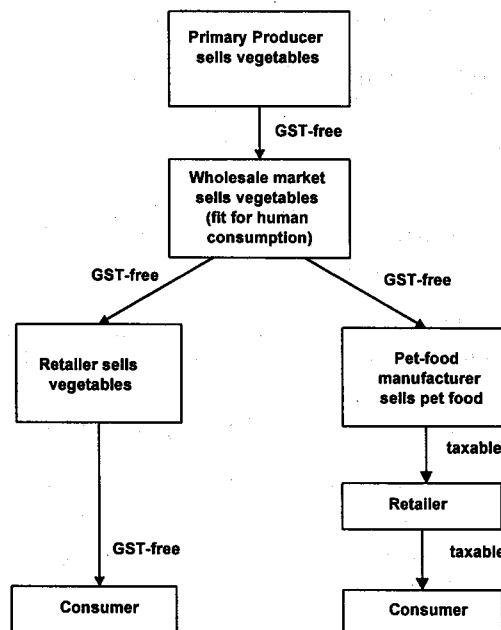 Primary Producer
sells vegetables
GST-free
Wholesale market
sells vegetables
(fit for human
consumption)
GST-free
GST-free
Retailer sells
vegetables
Pet-food
manufacturer
sells pet food
taxable
Retailer
GST-free
taxable
Consumer
Consumer